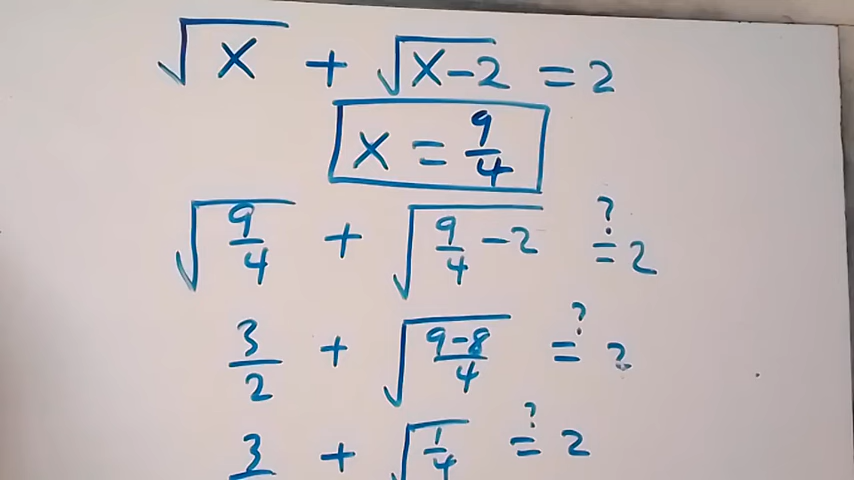 √x + √x-2 = 2
x = 9/4
√9/4 + √9/4 - 2 ?= 2
3/2 + √9-8/4 ?= 2
3 + √1/4 ?= 2